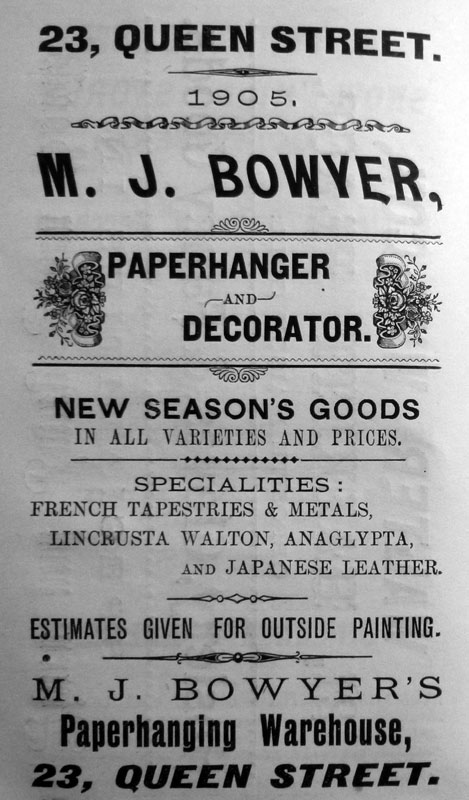 23, QUEEN STREET.
1905.
M. J. BOWYER,
PAPERHANGER
AND
DECORATOR.
NEW SEASON'S GOODS
IN ALL VARIETIES AND PRICES.
SPECIALITIES:
FRENCH TAPESTRIES & METALS,
LINCRUSTA WALTON, ANAGLYPTA,
AND JAPANESE LEATHER.
ESTIMATES GIVEN FOR OUTSIDE PAINTING.
M. J. BOWYER'S
Paperhanging Warehouse,
23, QUEEN STREET.